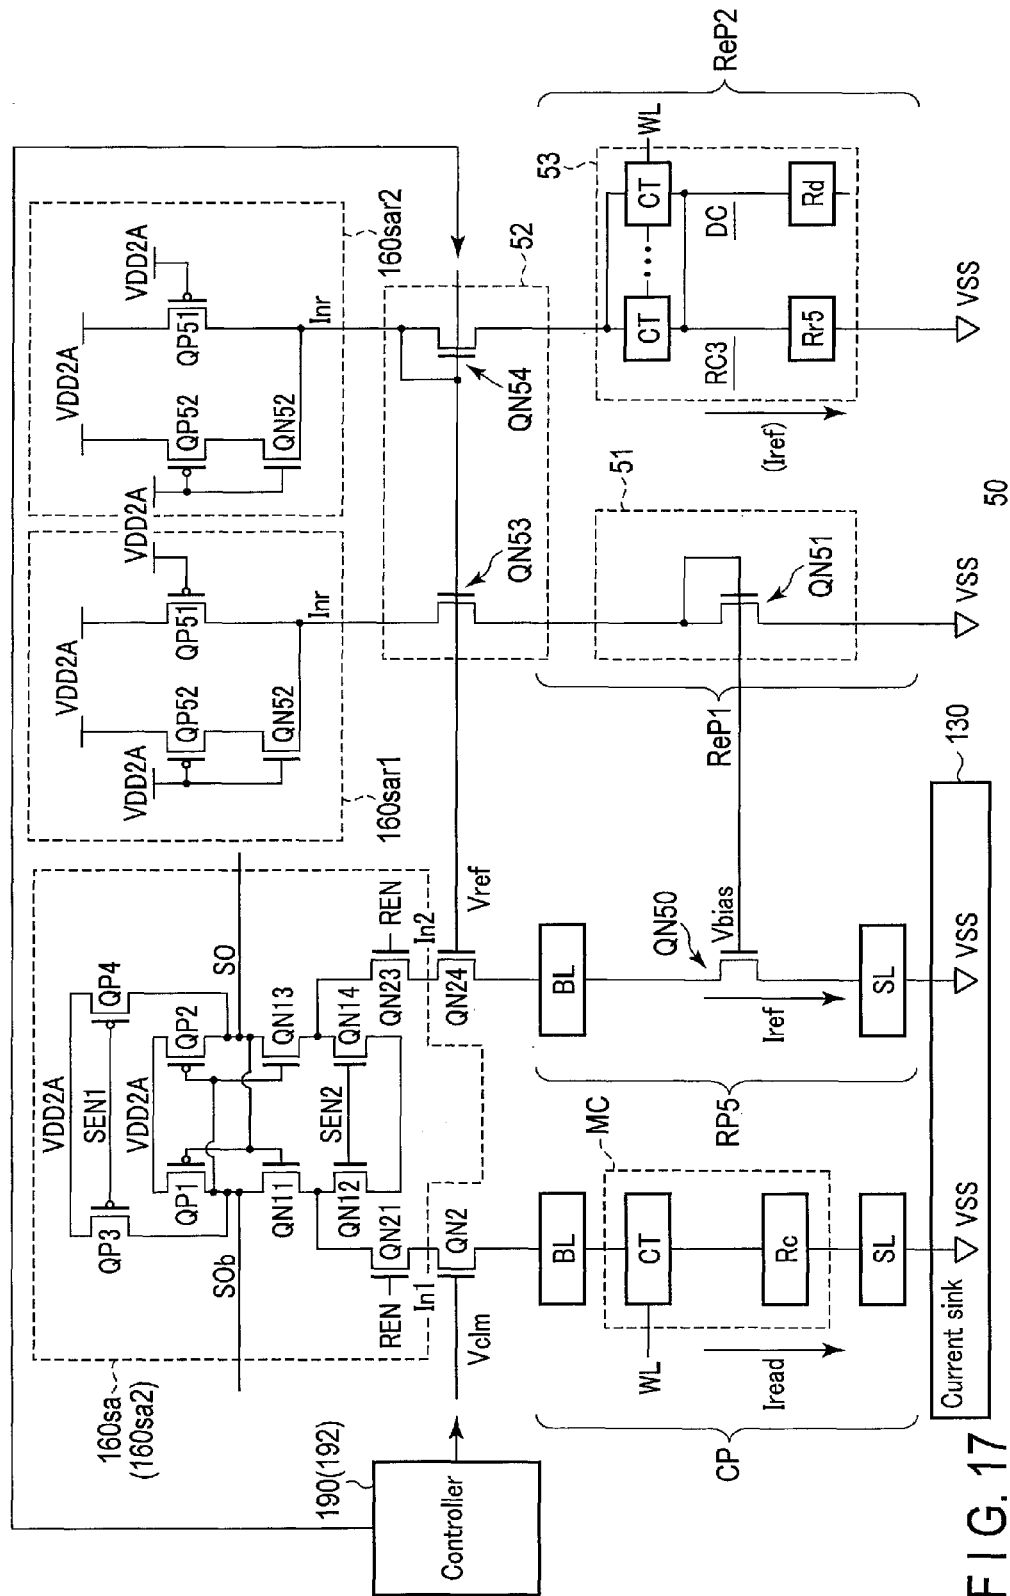 160sa
(160sa2)
VDD2A
SEN1
QP3
QP4
VDD2A
QP1
QP2
SOb
SO
QN11
QN13
QN12
SEN2
QN14
REN
QN21
QN23
REN
In1
In2
QN2
QN24
Vclm
Vref
190(192)
Controller
VDD2A
VDD2A
VDD2A
QP52
QP51
QN52
Inr
160sar1
VDD2A
VDD2A
VDD2A
QP52
QP51
QN52
Inr
160sar2
QN53
QN54
52
CP
BL
MC
WL
CT
Rc
Iread
SL
VSS
RP5
BL
QN50
Vbias
Iref
SL
VSS
ReP1
51
QN51
VSS
ReP2
53
CT
CT
WL
RC3
DC
Rr5
Rd
(Iref)
VSS
Current sink
130
50
FIG. 17